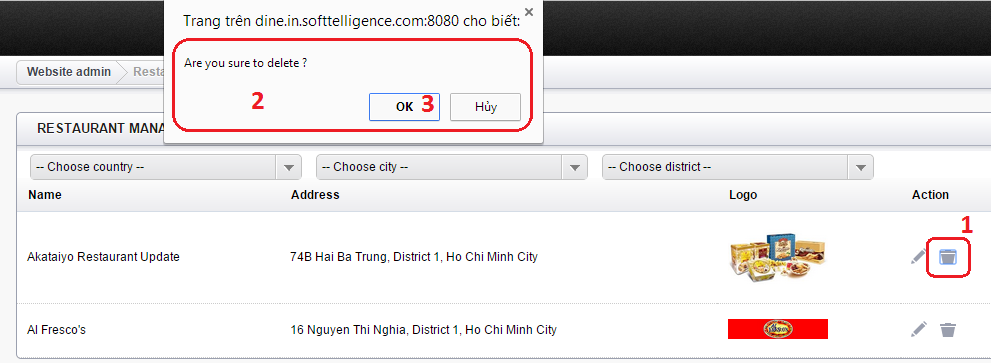 Trang trên dine.in.softtelligence.com:8080 cho biết:
Are you sure to delete ?
2
OK
3
Hủy
Website admin
Resta
RESTAURANT MANA
-- Choose country --
-- Choose city --
-- Choose district --
Name
Address
Logo
Action
1
Akataiyo Restaurant Update
74B Hai Ba Trung, District 1, Ho Chi Minh City
Al Fresco's
16 Nguyen Thi Nghia, District 1, Ho Chi Minh City